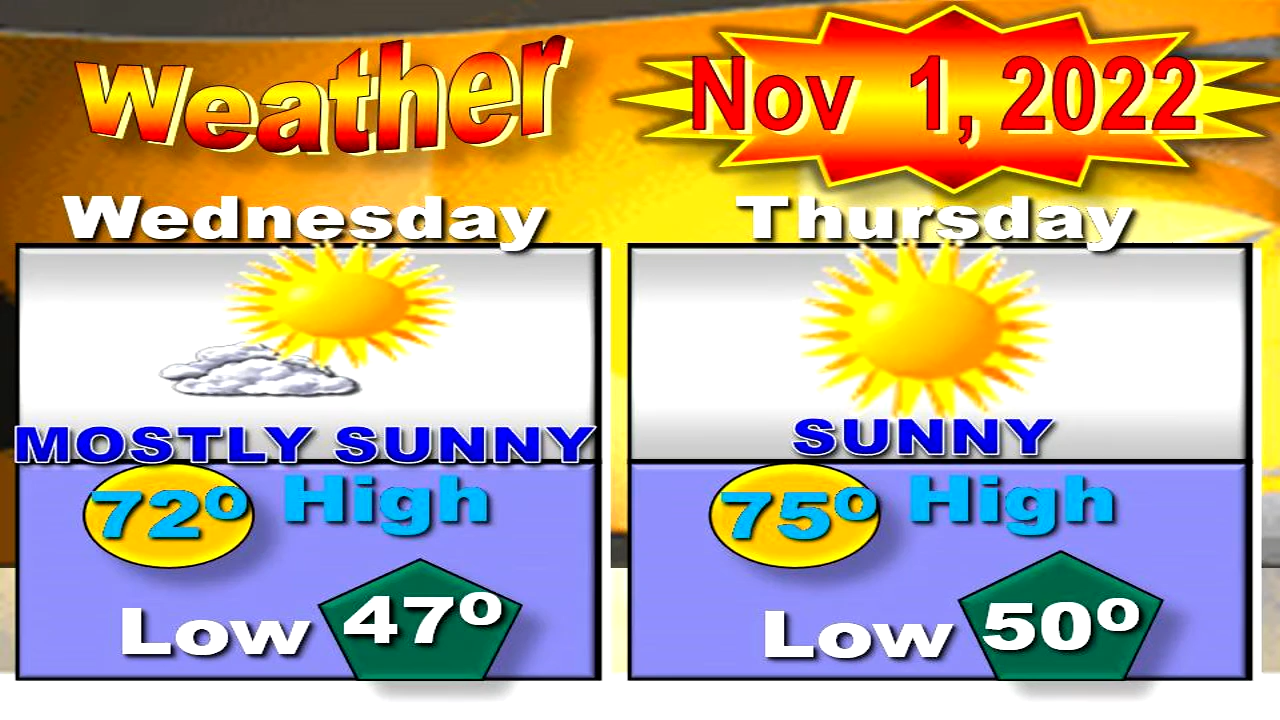 Weather
Nov 1, 2022
Wednesday
MOSTLY SUNNY
72º High
Low 47º
Thursday
SUNNY
75º High
Low 50º